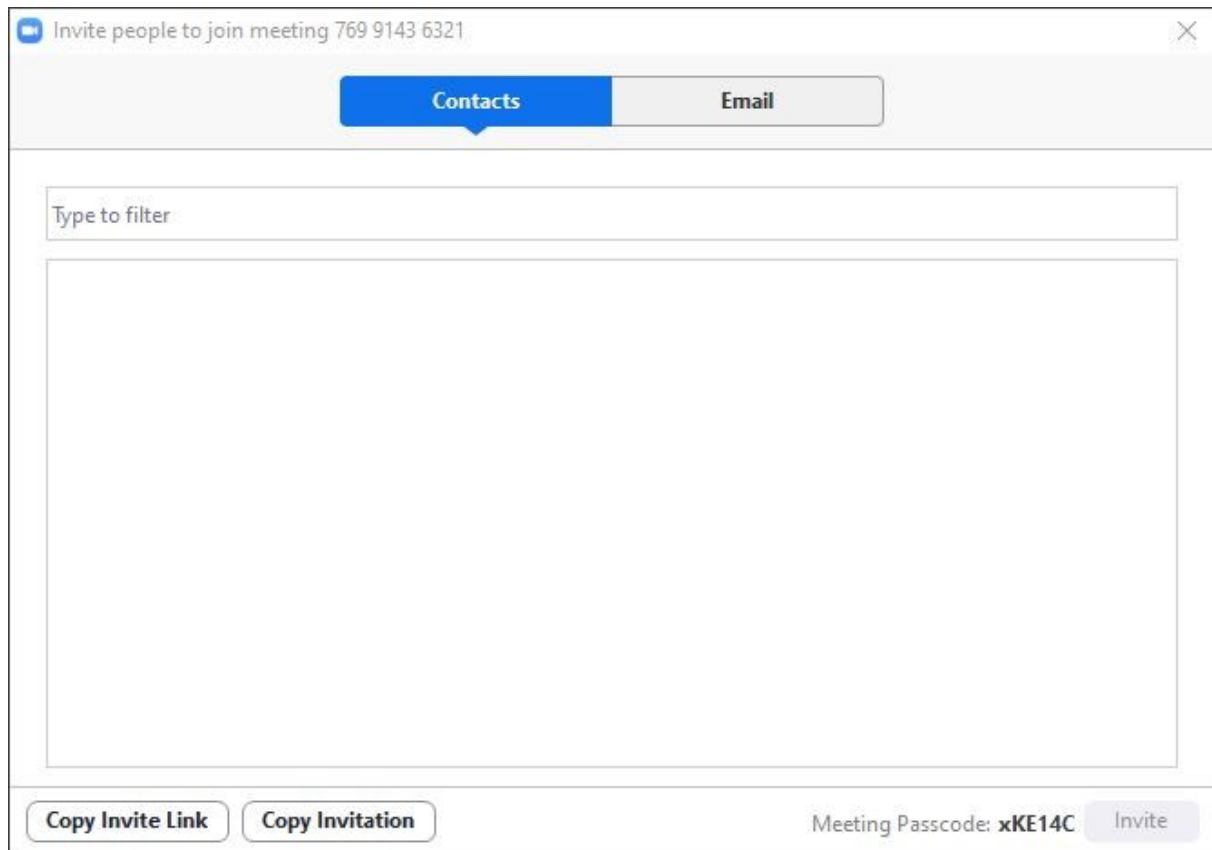 Invite people to join meeting 769 9143 6321
Contacts Email
Type to filter
Copy Invite Link Copy Invitation Meeting Passcode: xKE14C Invite